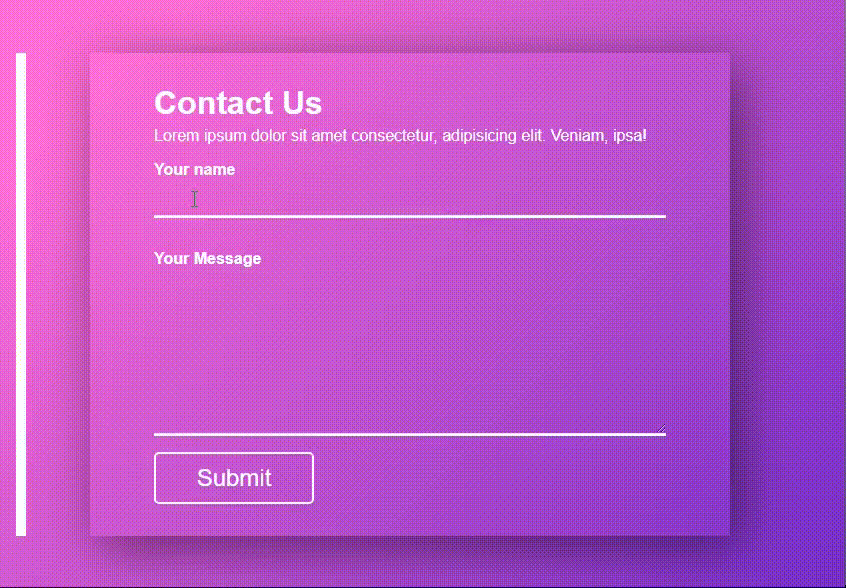 Contact Us
Lorem ipsum dolor sit amet consectetur, adipisicing elit. Veniam, ipsa!
Your name
Your Message
Submit